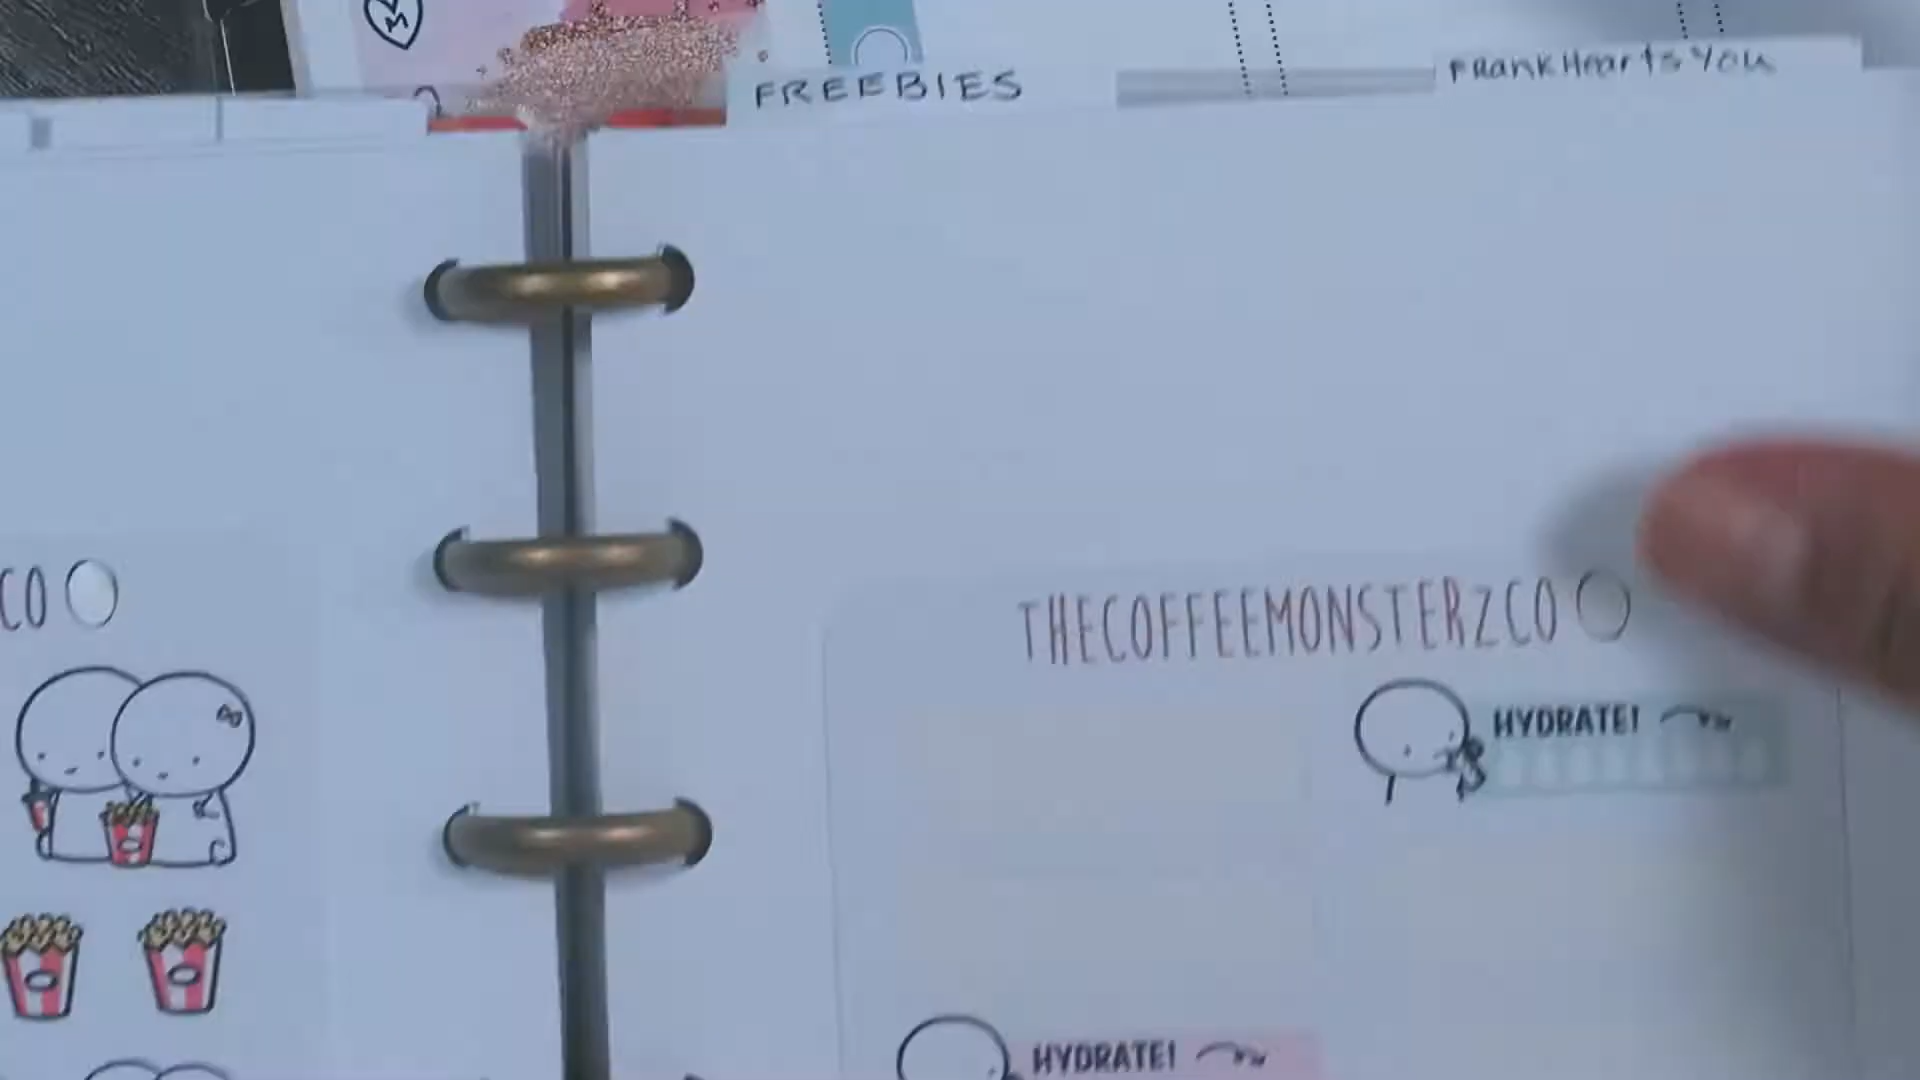 M
FREEBIES
FRankHeartsYou
CO
THECOFFEEMONSTERZCO
HYDRATE!
HYDRATE!